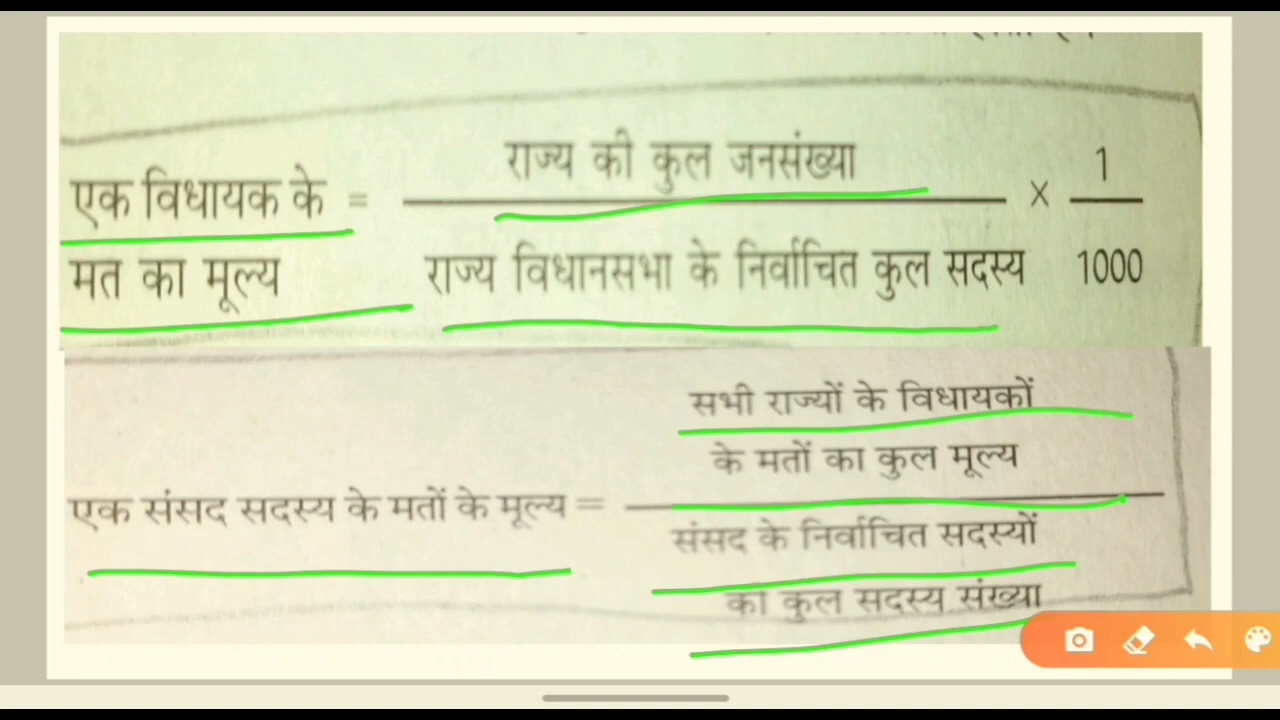 राज्य की कुल जनसंख्या 1
एक विधायक के = ——— × ———
मत का मूल्य राज्य विधानसभा के निर्वाचित कुल सदस्य 1000
सभी राज्यों के विधायकों
के मतों का कुल मूल्य
एक संसद सदस्य के मतों के मूल्य =
संसद के निर्वाचित सदस्यों
की कुल सदस्य संख्या